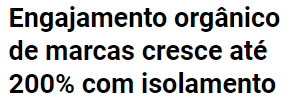 Engajamento orgânico
de marcas cresce até
200% com isolamento